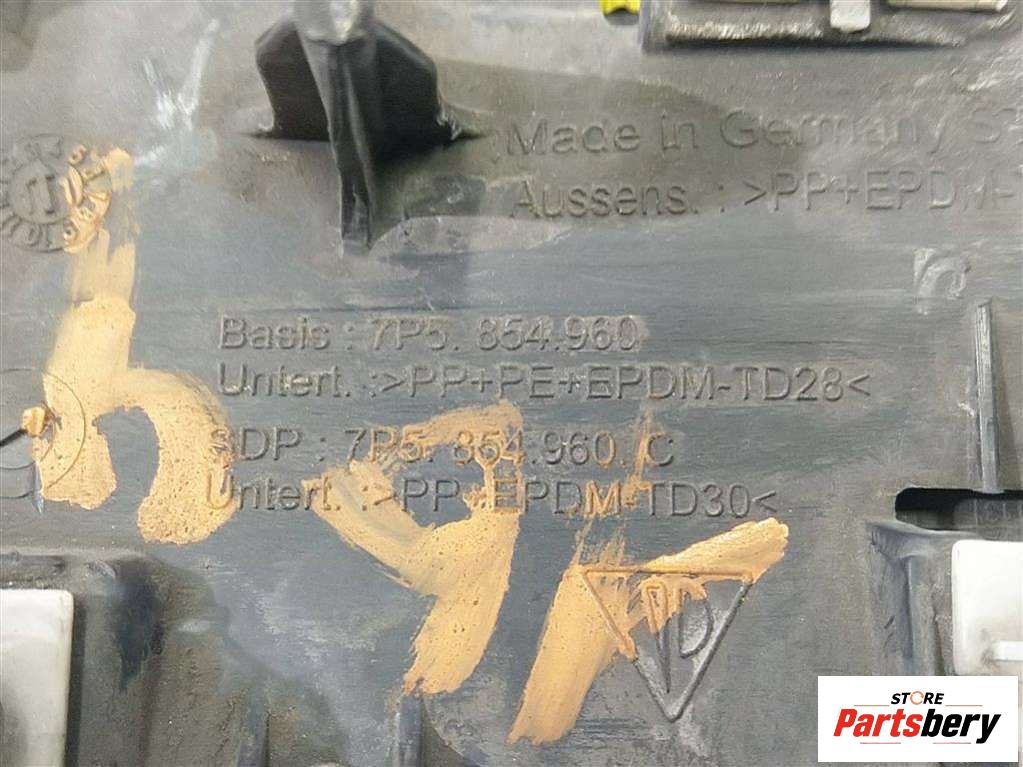 Made in Germany
Aussens. : >PP+EPDM-
Basis : 7P5. 854.960
Untert. :>PP+PE+EPDM-TD28<
SDP : 7P5. 854.960. C
Untert. :>PP+EPDM-TD30<
STORE
Partsbery